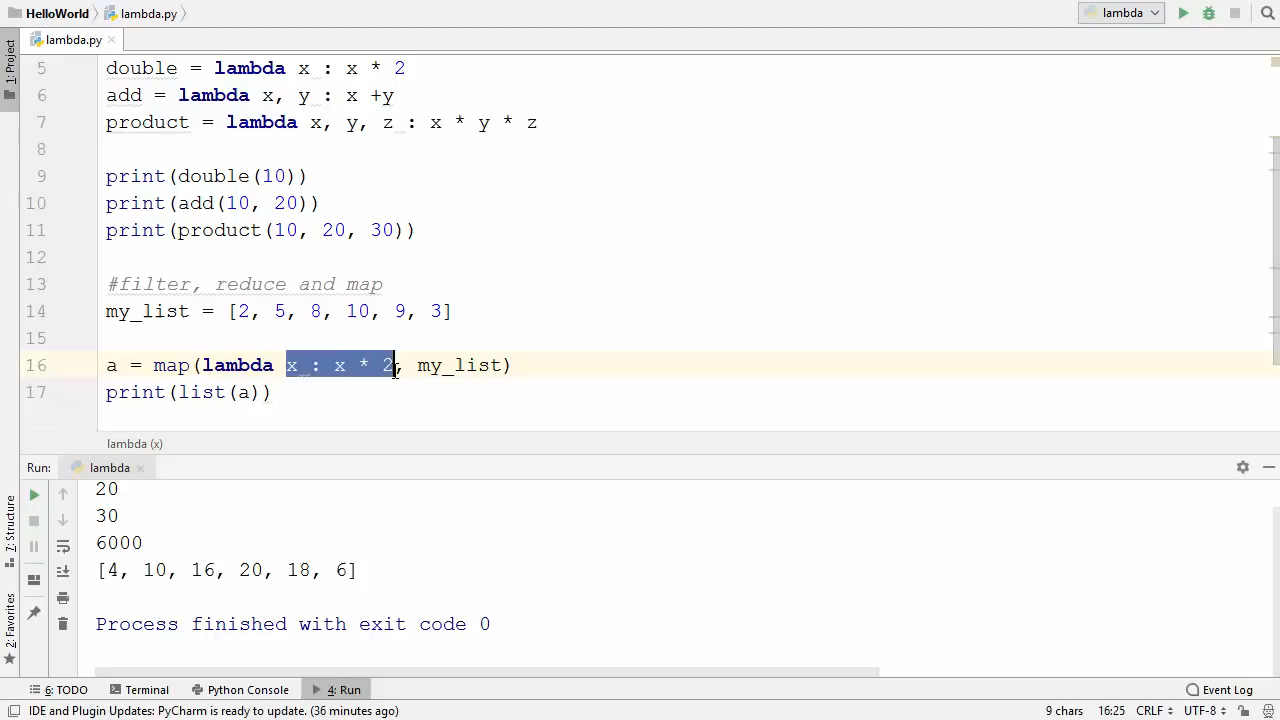 HelloWorld lambda.py lambda
1: Project
lambda.py
5 double = lambda x : x * 2
6 add = lambda x, y : x +y
7 product = lambda x, y, z : x * y * z
8
9 print(double(10))
10 print(add(10, 20))
11 print(product(10, 20, 30))
12
13 #filter, reduce and map
14 my_list = [2, 5, 8, 10, 9, 3]
15
16 a = map(lambda x : x * 2, my_list)
17 print(list(a))
lambda (x)
Run: lambda
20
30
6000
[4, 10, 16, 20, 18, 6]
Process finished with exit code 0
7: Structure
2: Favorites
6: TODO Terminal Python Console 4: Run Event Log
IDE and Plugin Updates: PyCharm is ready to update. (36 minutes ago) 9 chars 16:25 CRLF UTF-8